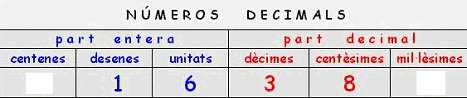 NÚMEROS DECIMALS
part entera part decimal
centenes desenes unitats dècimes centèsimes mil·lèsimes
1 6 3 8